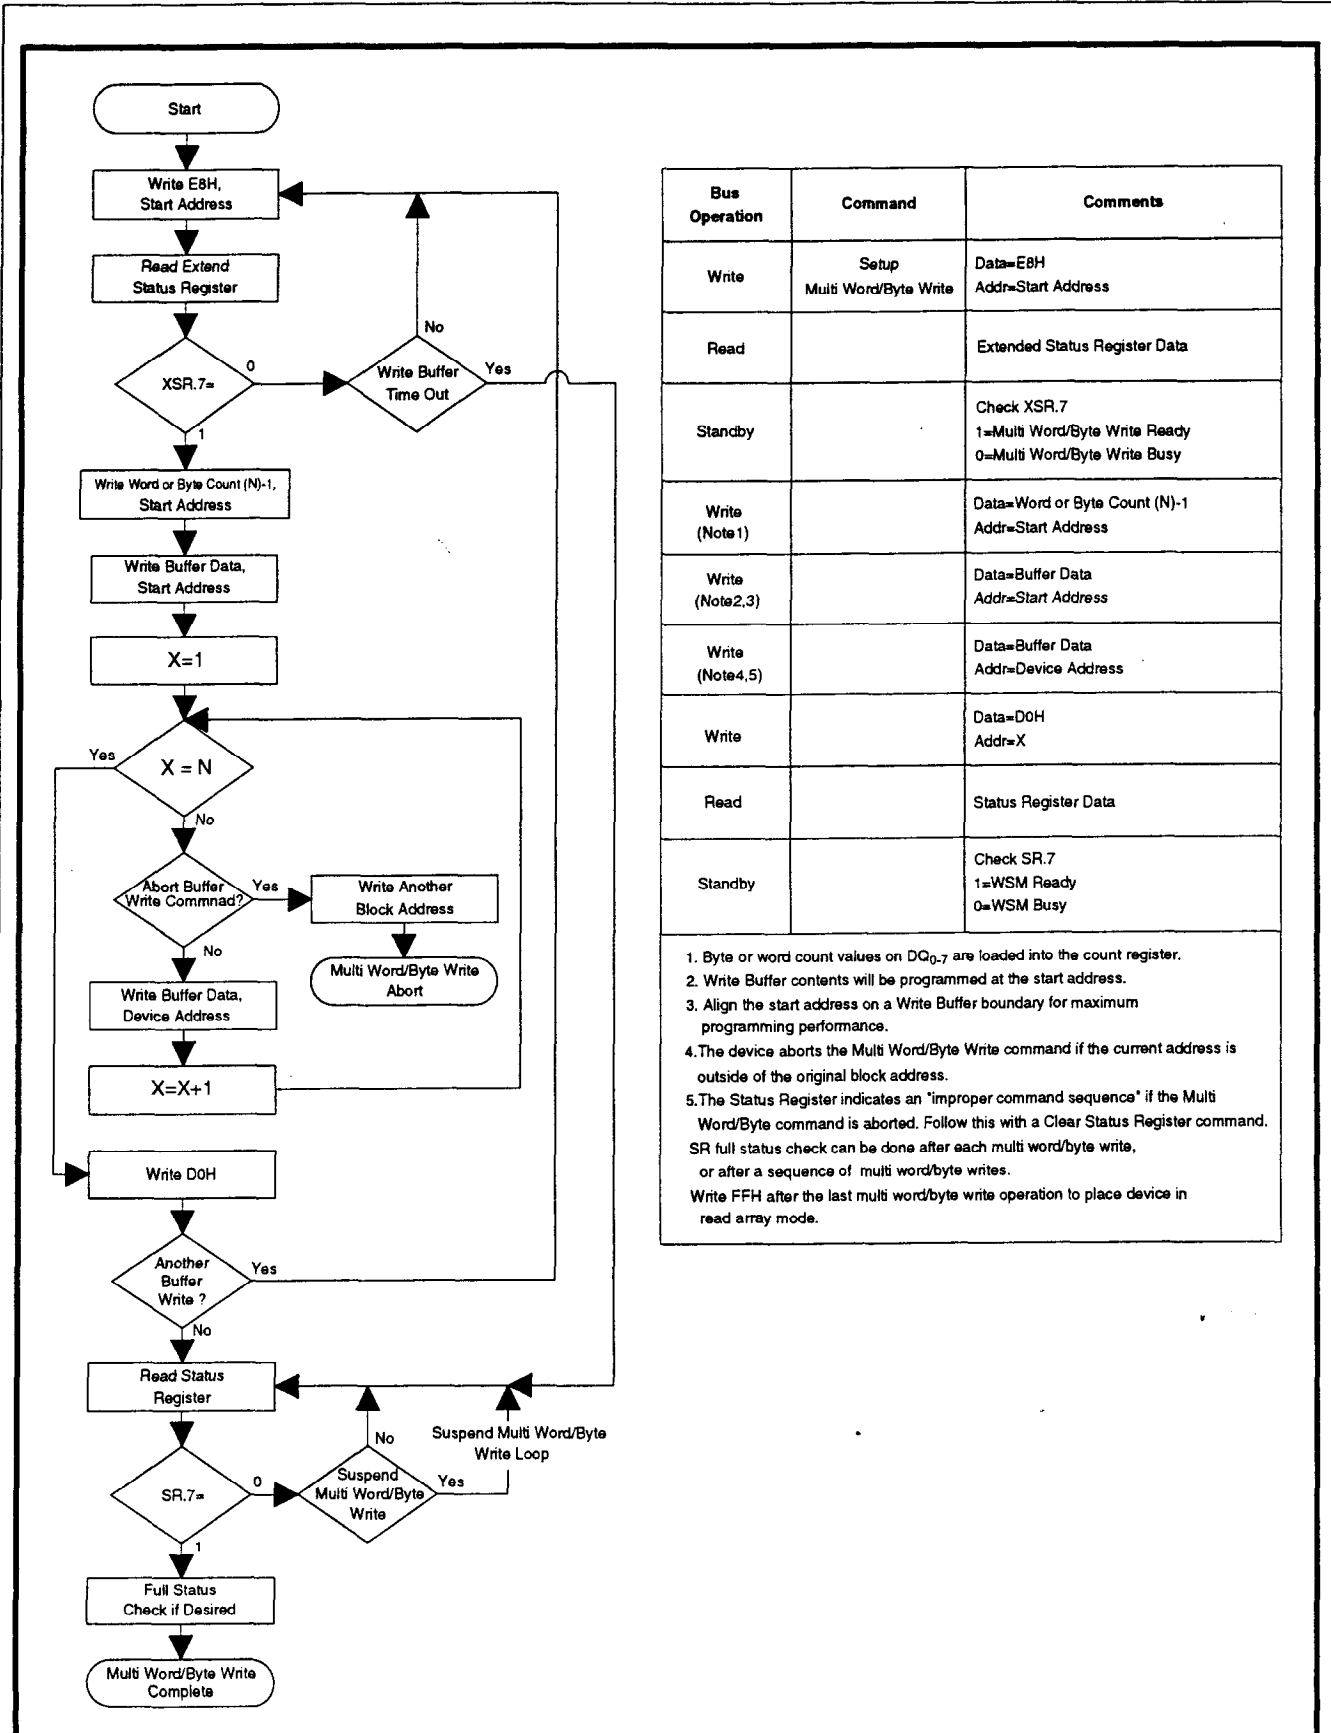 Start
Write E8H,
Start Address
Read Extend
Status Register
No
XSR.7=
0
Write Buffer
Time Out
Yes
1
Write Word or Byte Count (N)-1,
Start Address
Write Buffer Data,
Start Address
X=1
Yes
X = N
No
Abort Buffer
Write Commnad?
Yes
Write Another
Block Address
No
Multi Word/Byte Write
Abort
Write Buffer Data,
Device Address
X=X+1
Write D0H
Another
Buffer
Write ?
Yes
No
Read Status
Register
No
Suspend Multi Word/Byte
Write Loop
SR.7=
0
Suspend
Multi Word/Byte
Write
Yes
1
Full Status
Check if Desired
Multi Word/Byte Write
Complete
Bus
Operation
Command
Comments
Write
Setup
Multi Word/Byte Write
Data=E8H
Addr=Start Address
Read
Extended Status Register Data
Standby
Check XSR.7
1=Multi Word/Byte Write Ready
0=Multi Word/Byte Write Busy
Write
(Note1)
Data=Word or Byte Count (N)-1
Addr=Start Address
Write
(Note2,3)
Data=Buffer Data
Addr=Start Address
Write
(Note4,5)
Data=Buffer Data
Addr=Device Address
Write
Data=D0H
Addr=X
Read
Status Register Data
Standby
Check SR.7
1=WSM Ready
0=WSM Busy
1. Byte or word count values on DQ0-7 are loaded into the count register.
2. Write Buffer contents will be programmed at the start address.
3. Align the start address on a Write Buffer boundary for maximum
programming performance.
4.The device aborts the Multi Word/Byte Write command if the current address is
outside of the original block address.
5.The Status Register indicates an "improper command sequence" if the Multi
Word/Byte command is aborted. Follow this with a Clear Status Register command.
SR full status check can be done after each multi word/byte write,
or after a sequence of multi word/byte writes.
Write FFH after the last multi word/byte write operation to place device in
read array mode.